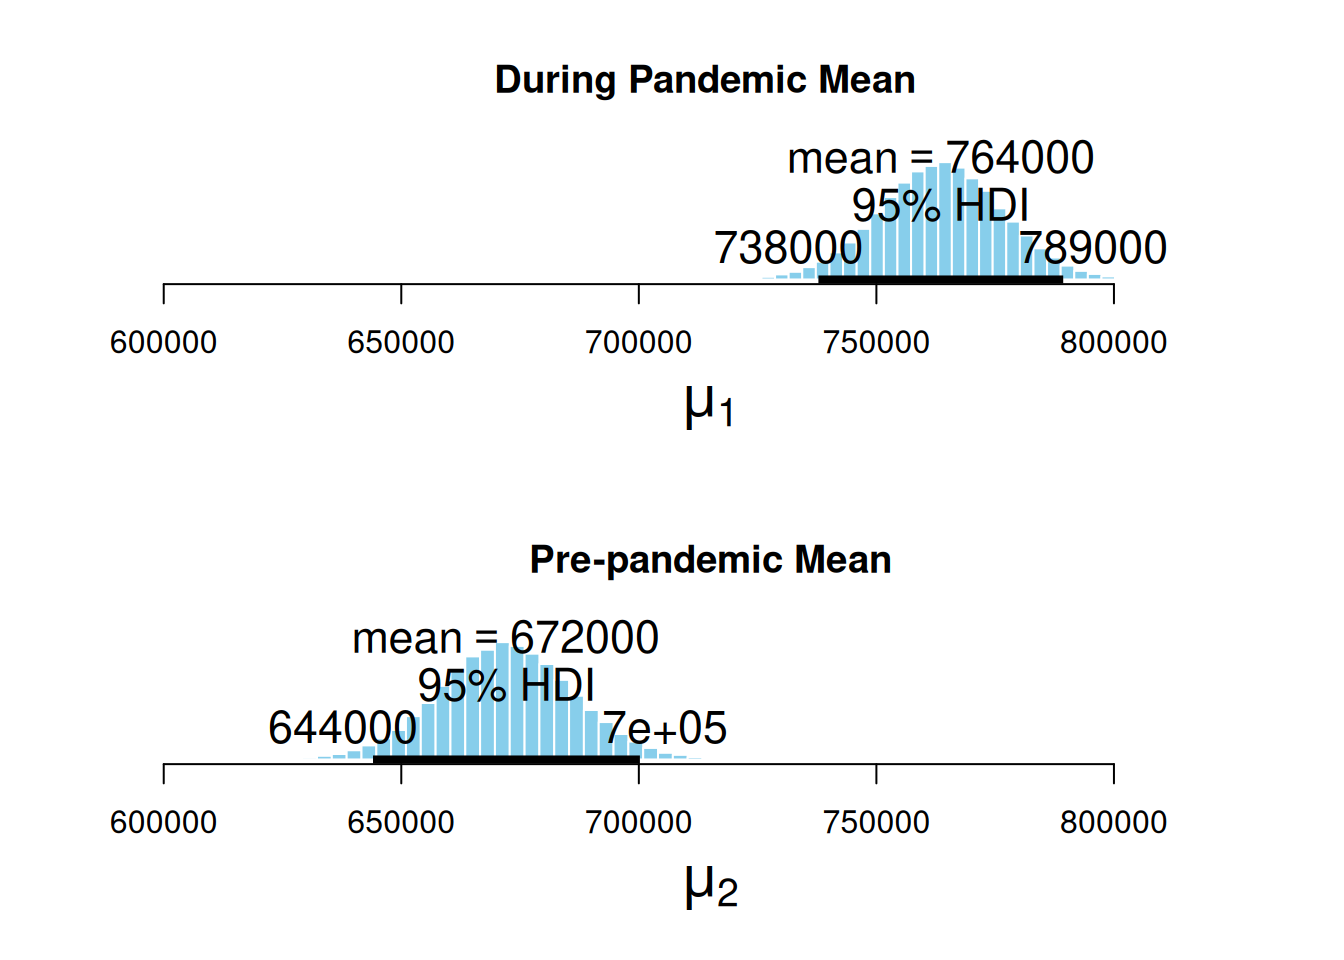 During Pandemic Mean
mean = 764000
95% HDI
738000 789000
600000 650000 700000 750000 800000
μ1
Pre-pandemic Mean
mean = 672000
95% HDI
644000 7e+05
600000 650000 700000 750000 800000
μ2